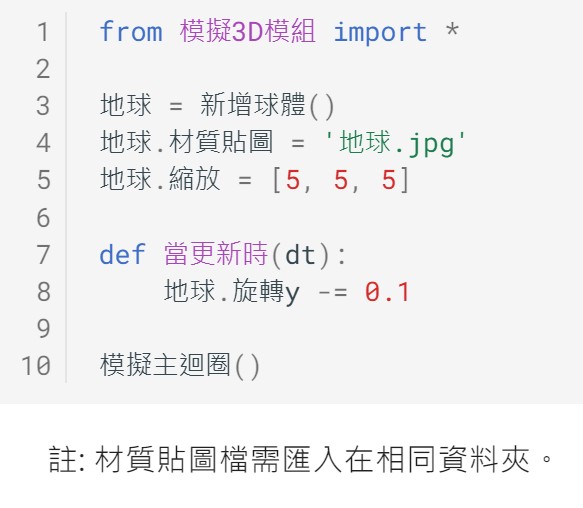 1 from 模擬3D模組 import *
2
3 地球 = 新增球體()
4 地球.材質貼圖 = '地球.jpg'
5 地球.縮放 = [5, 5, 5]
6
7 def 當更新時(dt):
8     地球.旋轉y -= 0.1
9
10 模擬主迴圈()
註: 材質貼圖檔需匯入在相同資料夾。